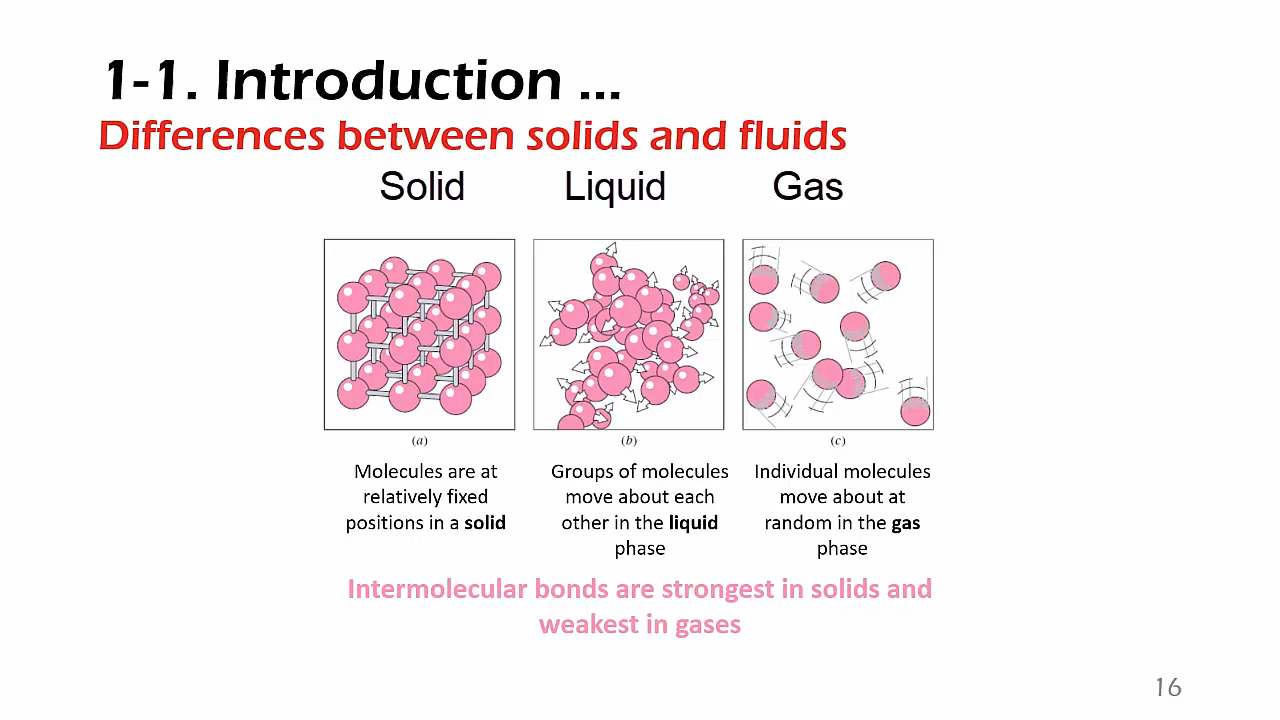 1-1. Introduction ...
Differences between solids and fluids
Solid Liquid Gas
(a) (b) (c)
Molecules are at
relatively fixed
positions in a solid
Groups of molecules
move about each
other in the liquid
phase
Individual molecules
move about at
random in the gas
phase
Intermolecular bonds are strongest in solids and
weakest in gases
16